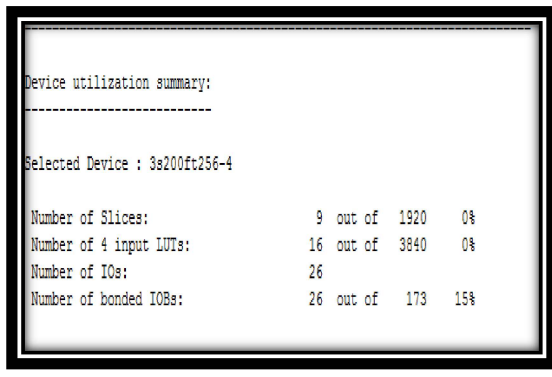 Device utilization summary:
---------------------------
Selected Device : 3s200ft256-4
Number of Slices: 9 out of 1920 0%
Number of 4 input LUTs: 16 out of 3840 0%
Number of IOs: 26
Number of bonded IOBs: 26 out of 173 15%